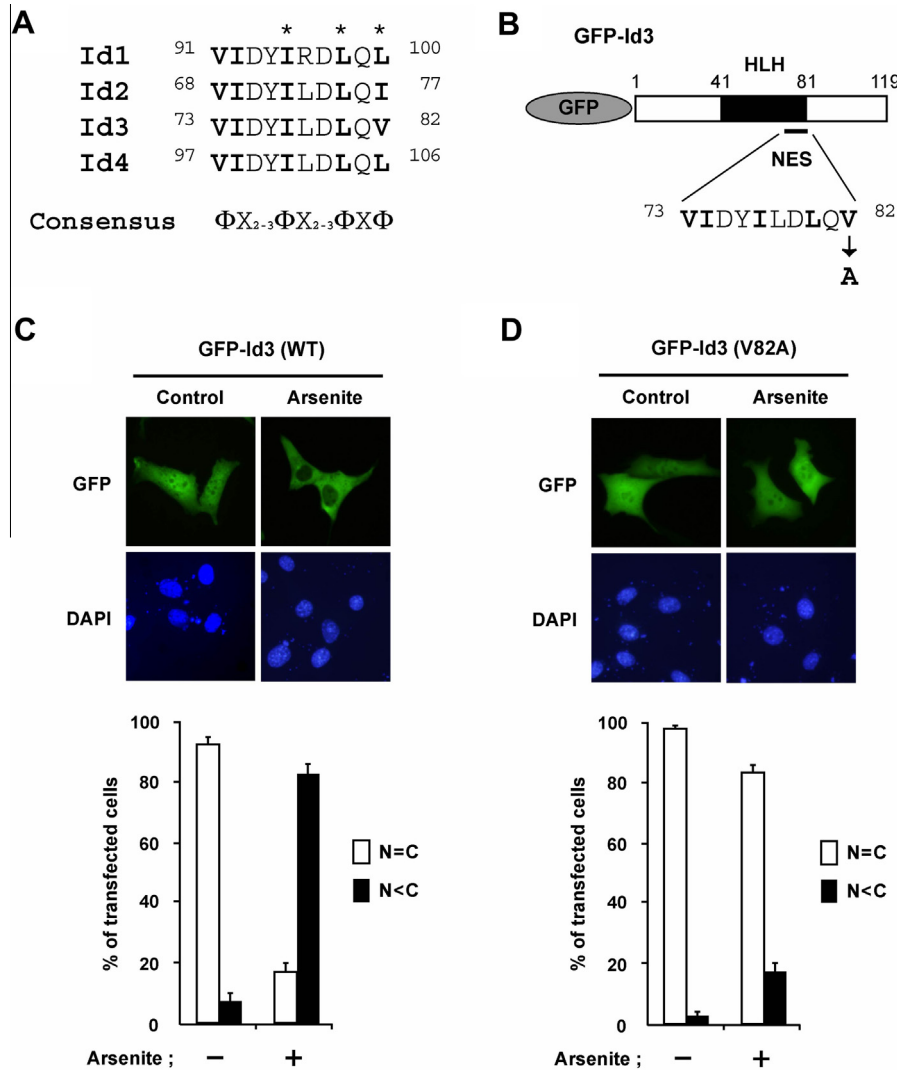 A
* * *
Id1 91 VIDYIRDLQL 100
Id2 68 VIDYILDLQI 77
Id3 73 VIDYILDLQV 82
Id4 97 VIDYILDLQL 106
Consensus ΦX2-3ΦX2-3ΦXΦ
B
GFP-Id3
HLH
1 41 81 119
GFP
NES
73 VIDYILDLQV 82
A
C
GFP-Id3 (WT)
Control Arsenite
GFP
DAPI
% of transfected cells
100
80
60
40
20
0
N=C
N<C
Arsenite ; − +
D
GFP-Id3 (V82A)
Control Arsenite
GFP
DAPI
% of transfected cells
100
80
60
40
20
0
N=C
N<C
Arsenite ; − +